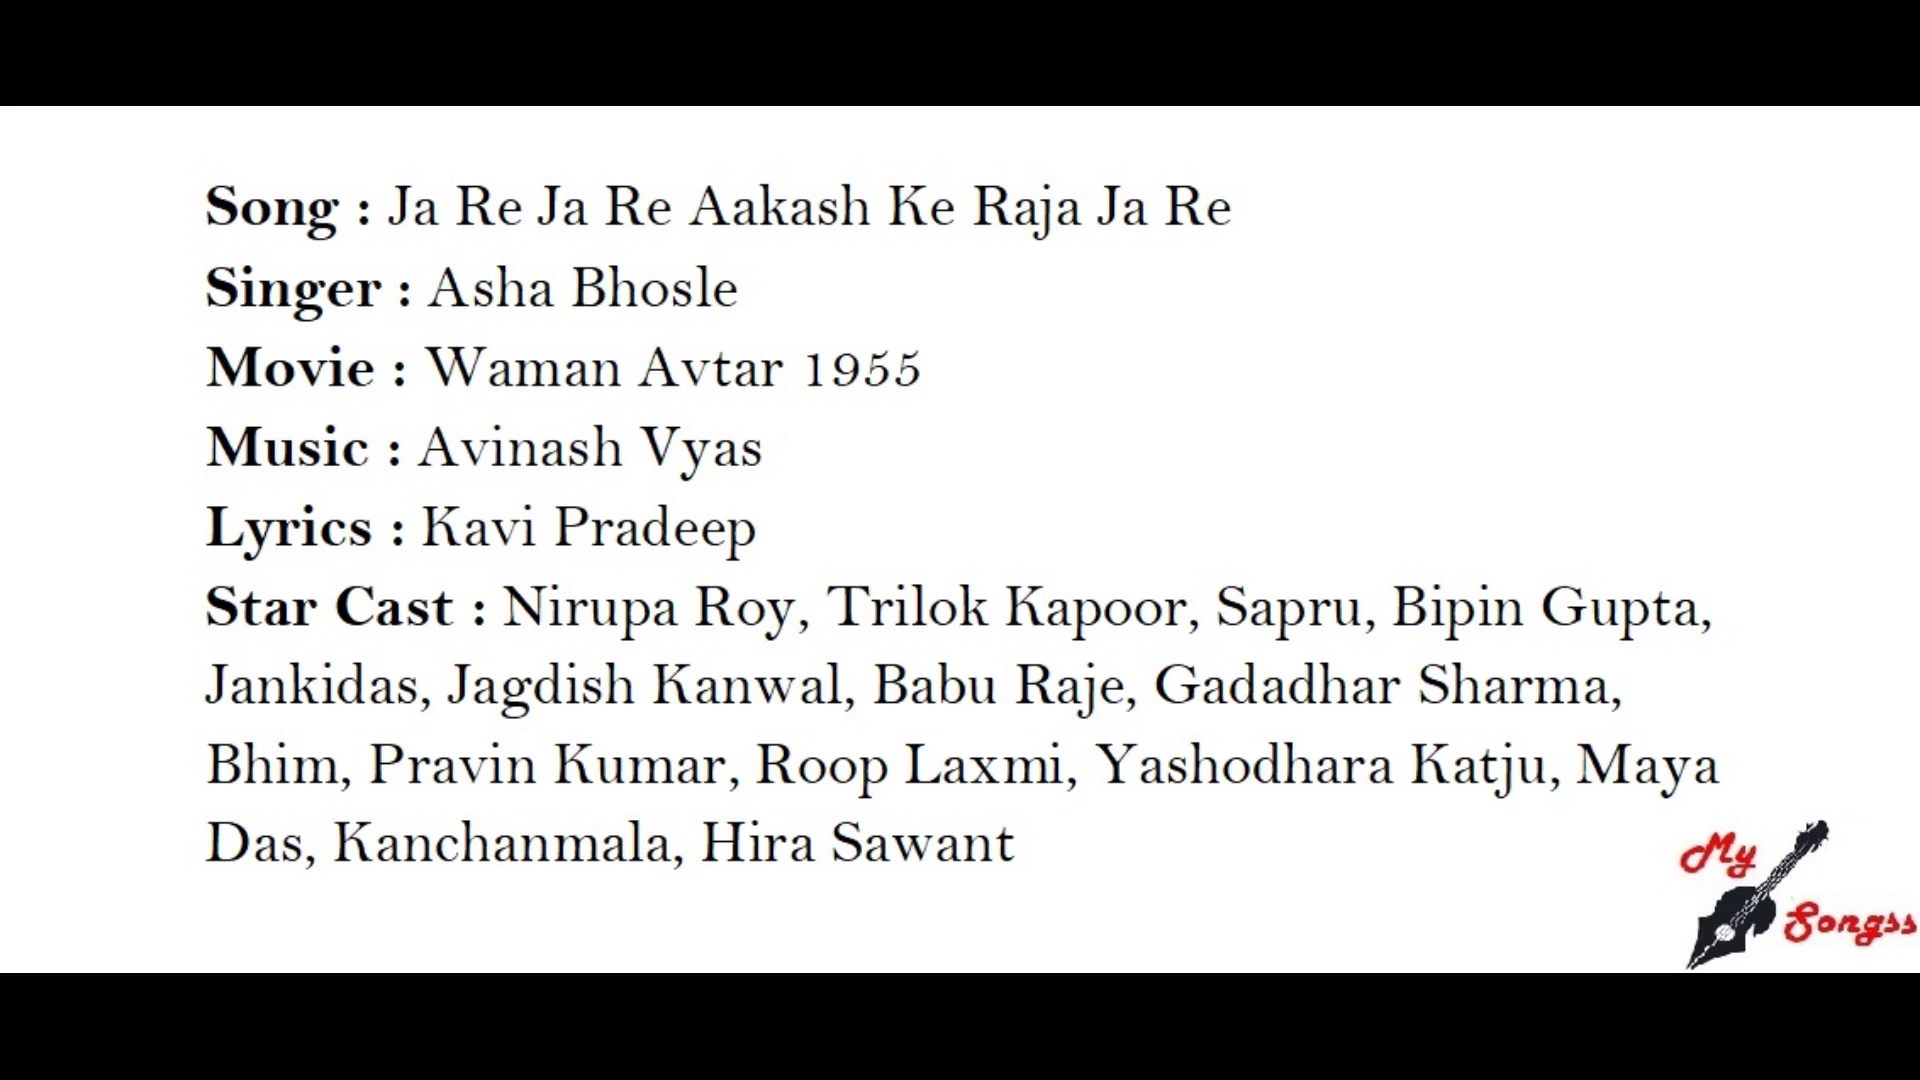 Song : Ja Re Ja Re Aakash Ke Raja Ja Re
Singer : Asha Bhosle
Movie : Waman Avtar 1955
Music : Avinash Vyas
Lyrics : Kavi Pradeep
Star Cast : Nirupa Roy, Trilok Kapoor, Sapru, Bipin Gupta,
Jankidas, Jagdish Kanwal, Babu Raje, Gadadhar Sharma,
Bhim, Pravin Kumar, Roop Laxmi, Yashodhara Katju, Maya
Das, Kanchanmala, Hira Sawant
My
Songss